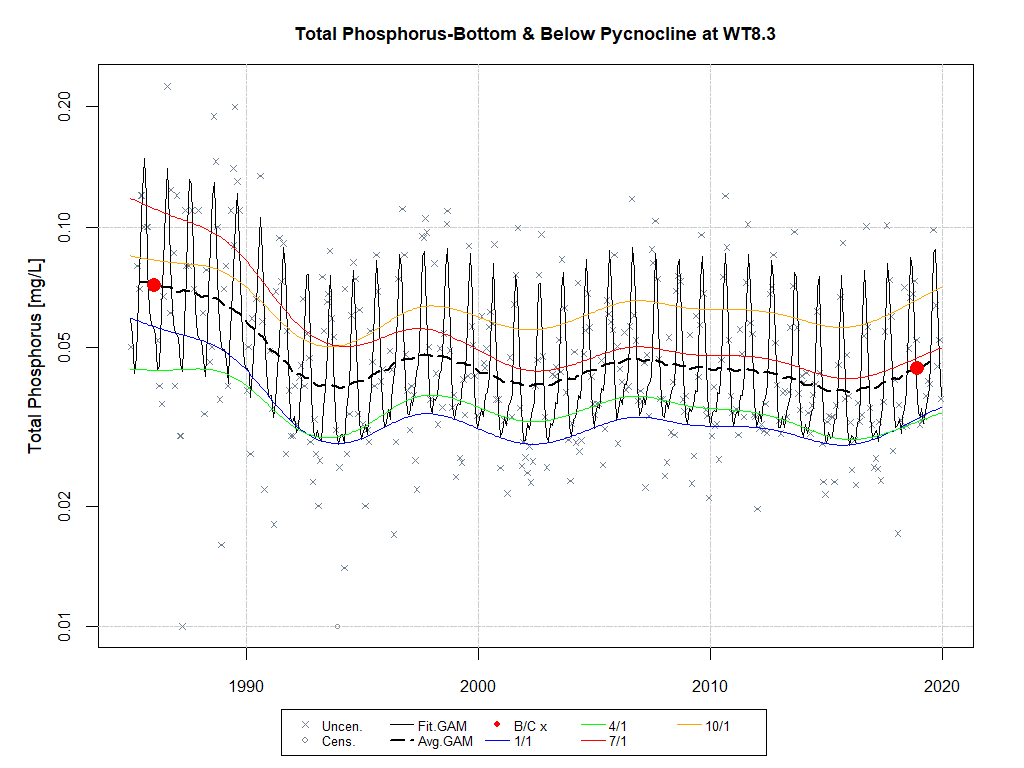 Total Phosphorus-Bottom & Below Pycnocline at WT8.3
Total Phosphorus [mg/L]
0.20
0.10
0.05
0.02
0.01
1990 2000 2010 2020
Uncen. Fit.GAM B/C x 4/1 10/1
Cens. Avg.GAM 1/1 7/1